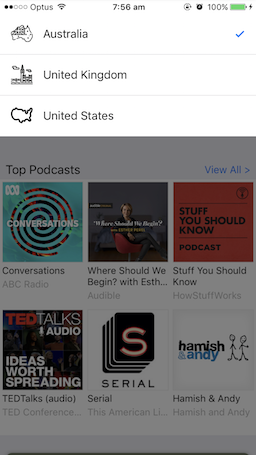 Optus 7:56 am 100%
Australia
United Kingdom
United States
Top Podcasts View All >
ABC
CONVERSATIONS
Where Should We Begin?
STUFF
YOU
SHOULD
KNOW
PODCAST
Conversations
ABC Radio
Where Should We
Begin? with Esth...
Audible
Stuff You Should
Know
HowStuffWorks
TEDTALKS
AUDIO
IDEAS
WORTH
SPREADING
S
SERIAL
hamish
&andy
TEDTalks (audio)
TED Conference...
Serial
This American Li...
Hamish & Andy
Hamish and Andy